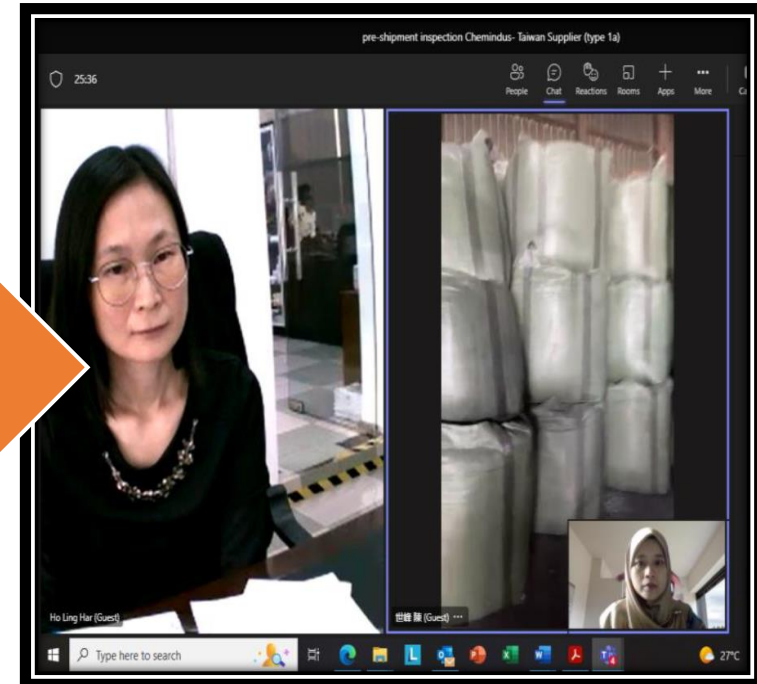 pre-shipment inspection Chemindus- Taiwan Supplier (type 1a)
25:36
People
Chat
Reactions
Rooms
Apps
More
Ho Ling Har (Guest)
世峰 陳 (Guest)
Type here to search
27°C